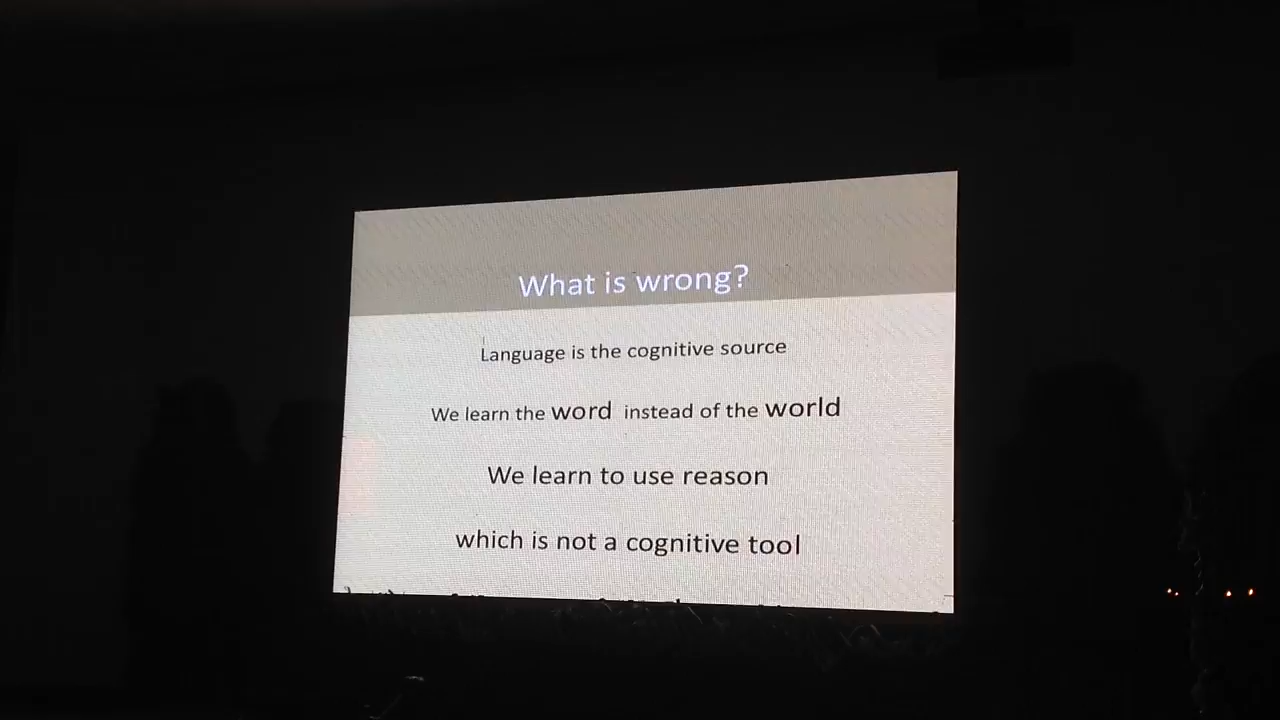 What is wrong?
Language is the cognitive source
We learn the word instead of the world
We learn to use reason
which is not a cognitive tool